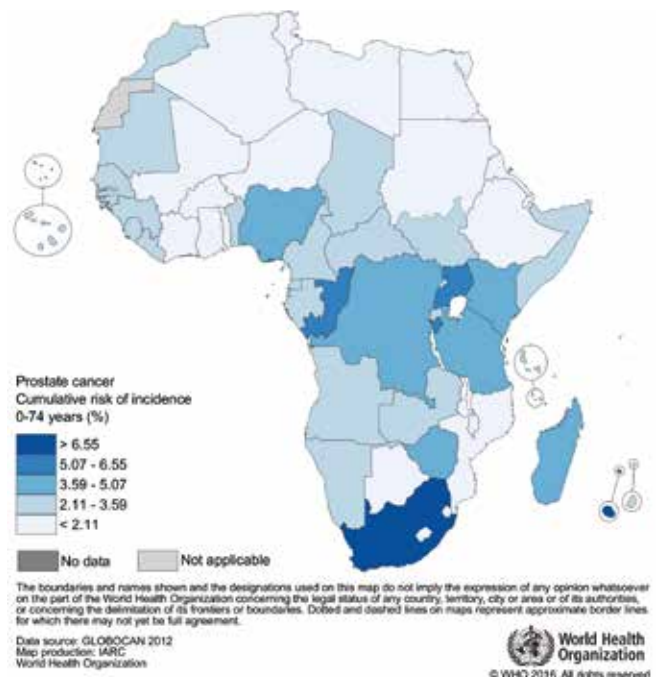 Prostate cancer
Cumulative risk of incidence
0-74 years (%)
> 6.55
5.07 - 6.55
3.59 - 5.07
2.11 - 3.59
< 2.11
No data
Not applicable
The boundaries and names shown and the designations used on this map do not imply the expression of any opinion whatsoever
on the part of the World Health Organization concerning the legal status of any country, territory, city or area or of its authorities,
or concerning the delimitation of its frontiers or boundaries. Dotted and dashed lines on maps represent approximate border lines
for which there may not yet be full agreement.
Data source: GLOBOCAN 2012
Map production: IARC
World Health Organization
World Health
Organization
© WHO 2016. All rights reserved